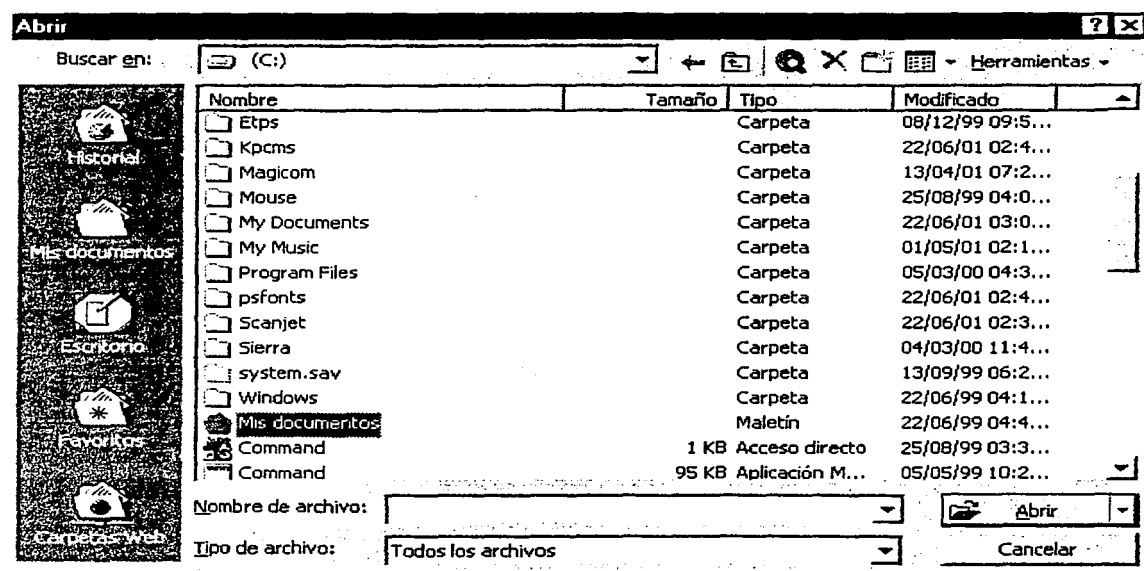 Abrir
Buscar en: (C:) Herramientas
Historial
Mis documentos
Escritorio
Favoritos
Carpetas Web
Nombre Tamaño Tipo Modificado
Etps Carpeta 08/12/99 09:5...
Kpcms Carpeta 22/06/01 02:4...
Magicom Carpeta 13/04/01 07:2...
Mouse Carpeta 25/08/99 04:0...
My Documents Carpeta 22/06/01 03:0...
My Music Carpeta 01/05/01 02:1...
Program Files Carpeta 05/03/00 04:3...
psfonts Carpeta 22/06/01 02:4...
Scanjet Carpeta 22/06/01 02:3...
Sierra Carpeta 04/03/00 11:4...
system.sav Carpeta 13/09/99 06:2...
Windows Carpeta 22/06/99 04:1...
Mis documentos Maletín 22/06/99 04:4...
Command 1 KB Acceso directo 25/08/99 03:3...
Command 95 KB Aplicación M... 05/05/99 10:2...
Nombre de archivo: Abrir
Tipo de archivo: Todos los archivos Cancelar